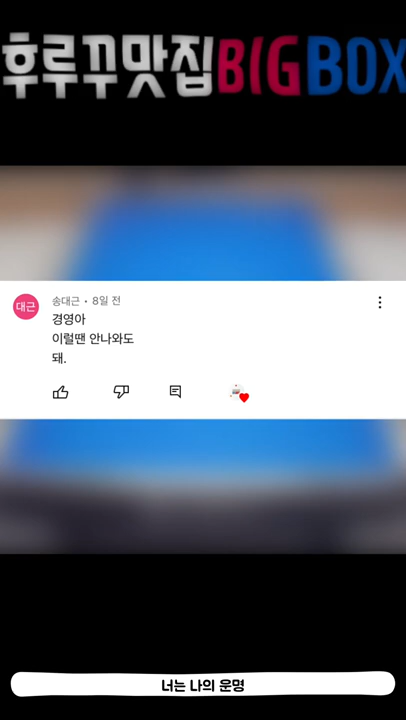 후루꾸맛집BIGBOX
대근
송대근 • 8일 전
경영아
이럴땐 안나와도
돼.
너는 나의 운명